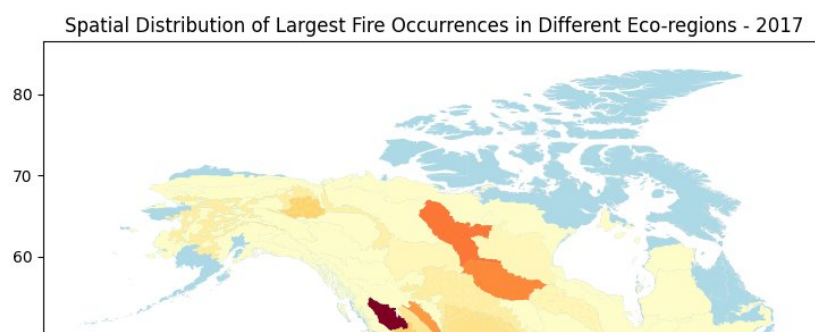 Spatial Distribution of Largest Fire Occurrences in Different Eco-regions - 2017
80
70
60